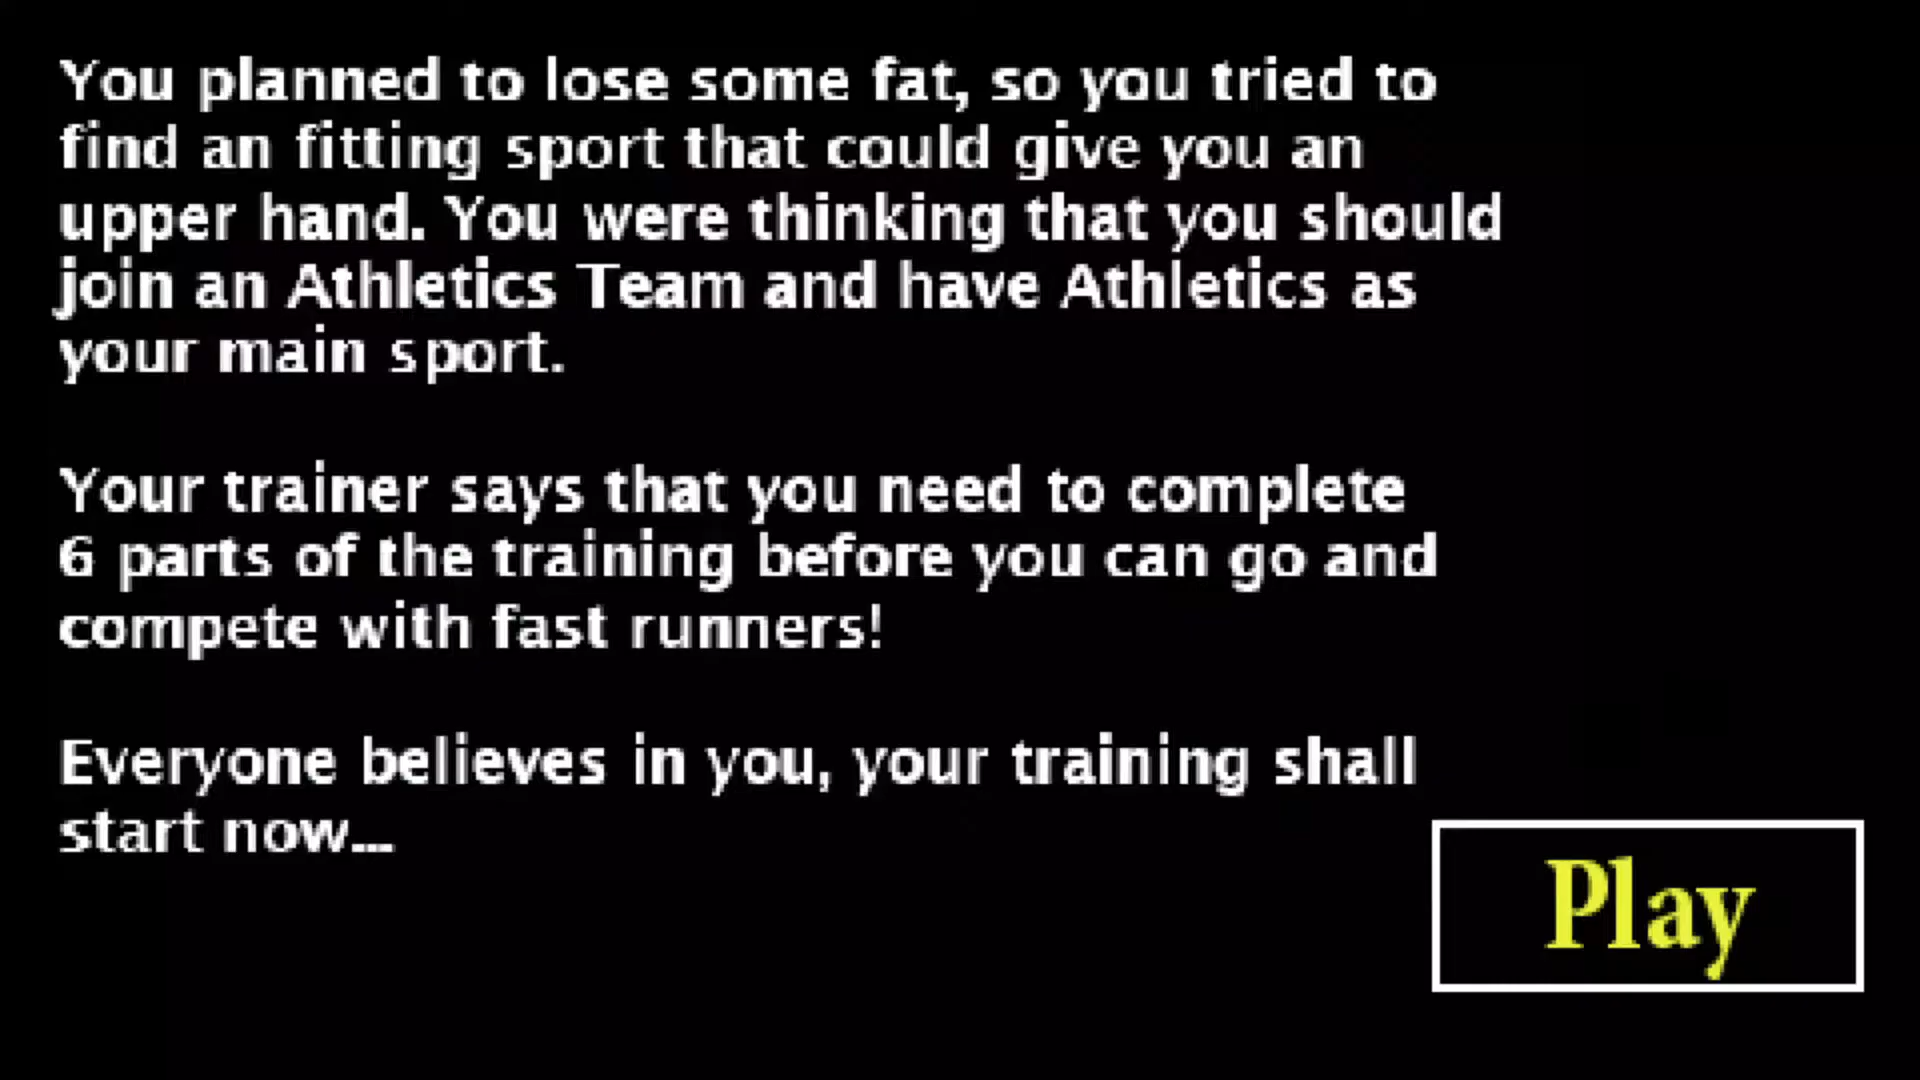 You planned to lose some fat, so you tried to
find an fitting sport that could give you an
upper hand. You were thinking that you should
join an Athletics Team and have Athletics as
your main sport.
Your trainer says that you need to complete
6 parts of the training before you can go and
compete with fast runners!
Everyone believes in you, your training shall
start now...
Play